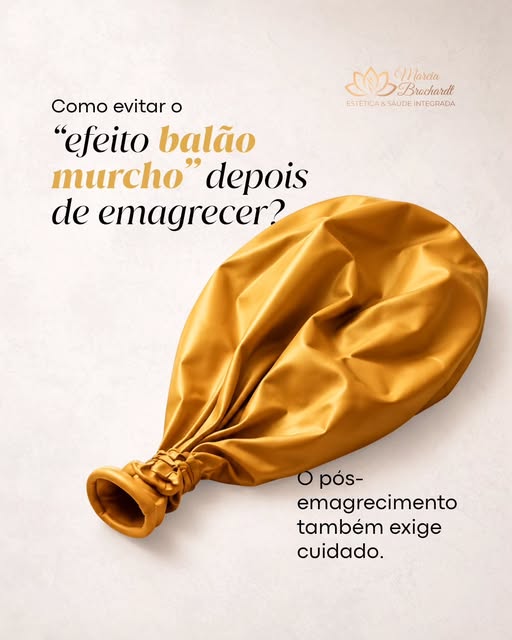 Marcia
Brochardt
ESTÉTICA & SAÚDE INTEGRADA
Como evitar o
“efeito balão
murcho” depois
de emagrecer?
O pós-
emagrecimento
também exige
cuidado.